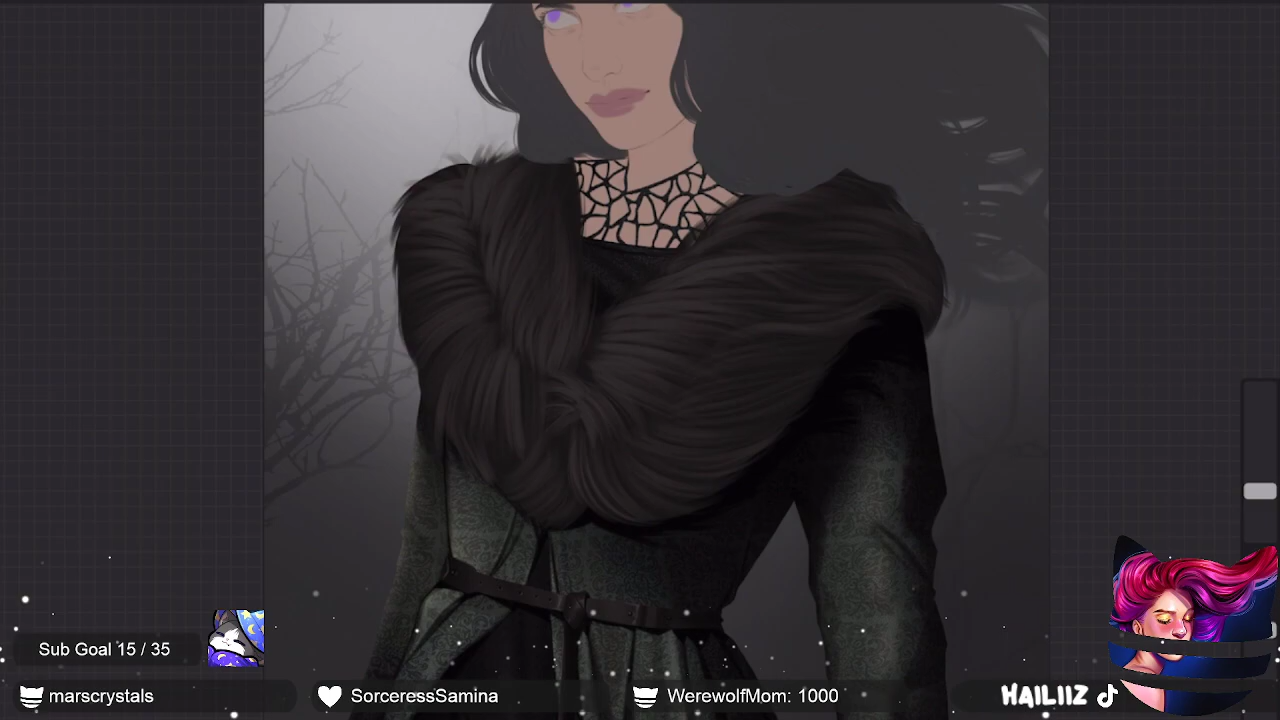 Sub Goal 15 / 35
marscrystals
SorceressSamina
WerewolfMom: 1000
HAILIIZ